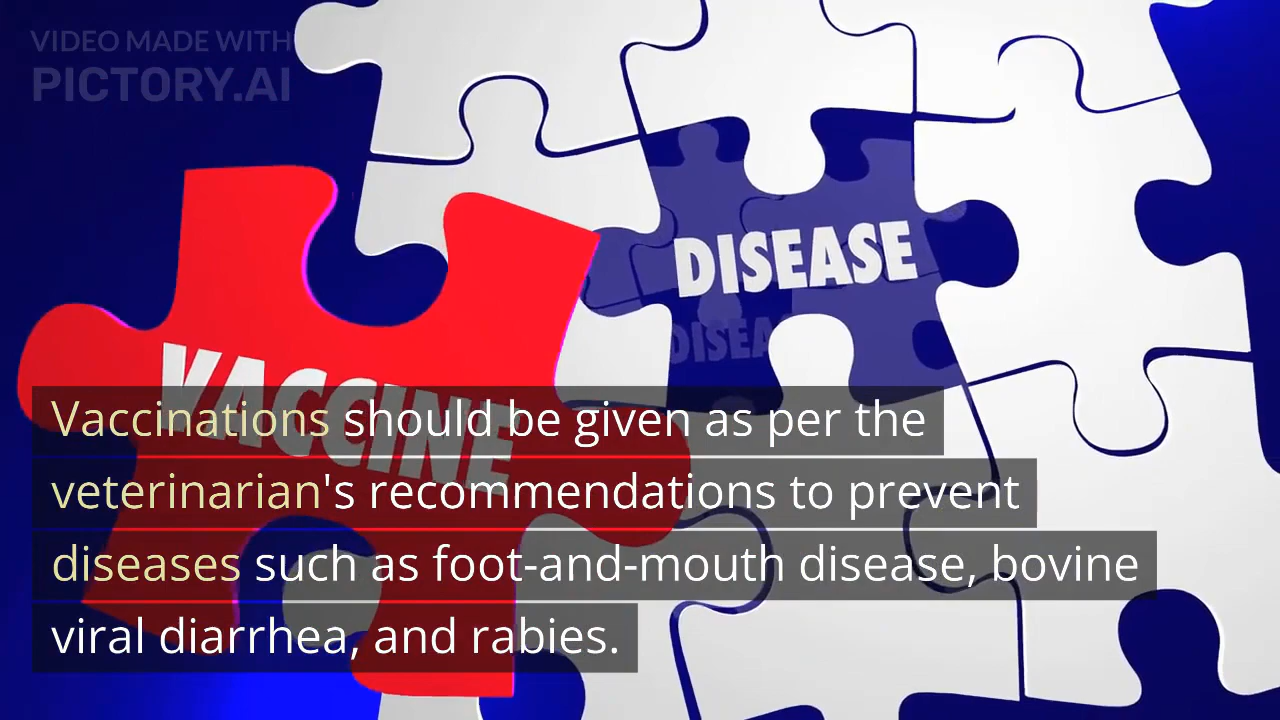 VIDEO MADE WITH
PICTORY.AI
DISEASE
DISEA
VACCINE
Vaccinations should be given as per the
veterinarian's recommendations to prevent
diseases such as foot-and-mouth disease, bovine
viral diarrhea, and rabies.